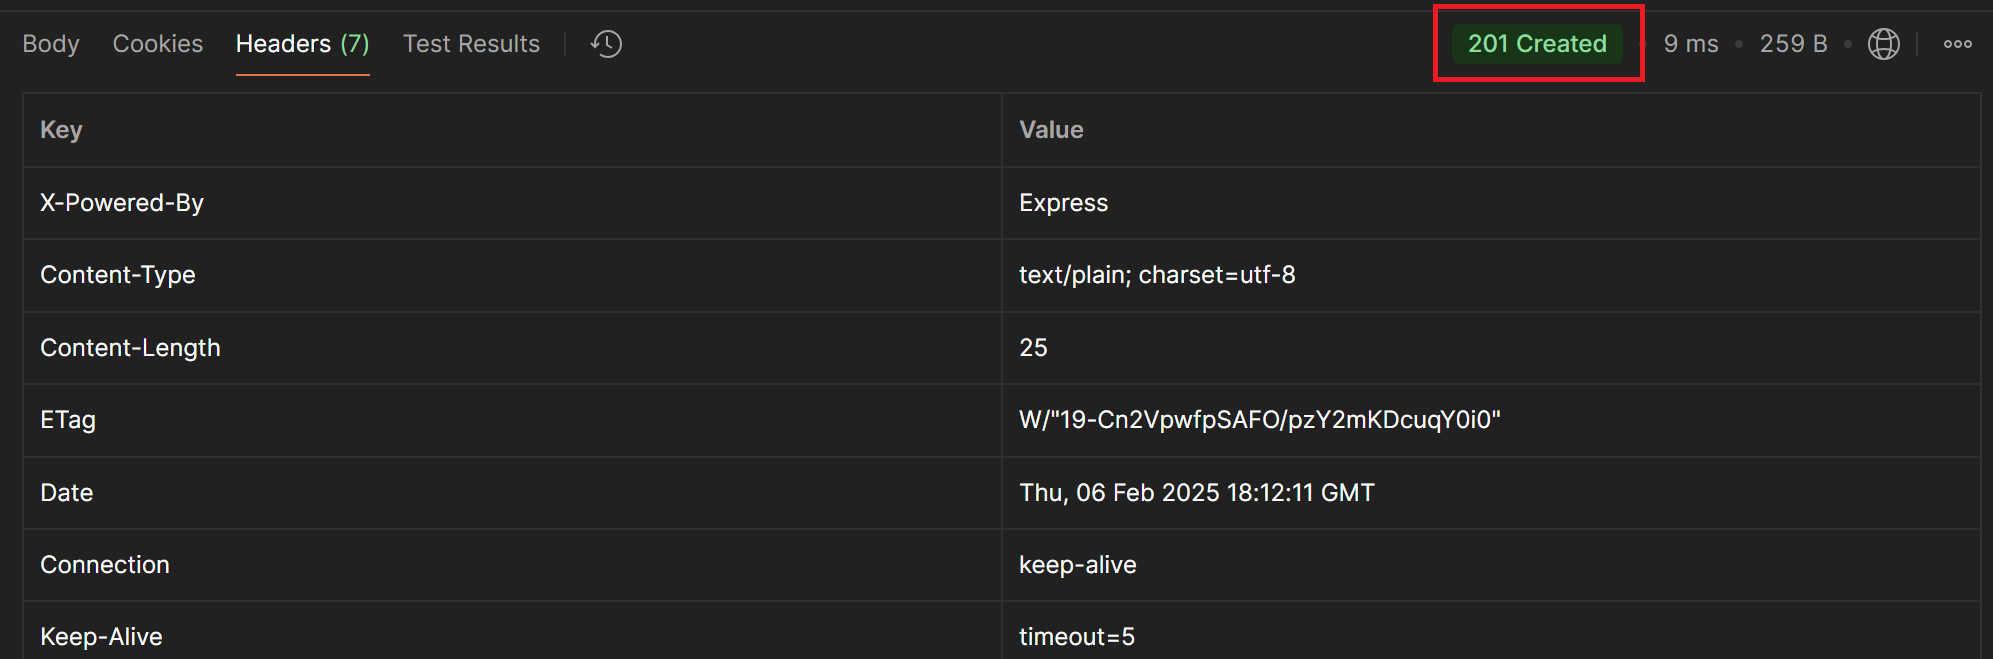 Body Cookies Headers (7) Test Results 201 Created 9 ms 259 B
Key Value
X-Powered-By Express
Content-Type text/plain; charset=utf-8
Content-Length 25
ETag W/"19-Cn2VpwfpSAFO/pzY2mKDcuqY0i0"
Date Thu, 06 Feb 2025 18:12:11 GMT
Connection keep-alive
Keep-Alive timeout=5